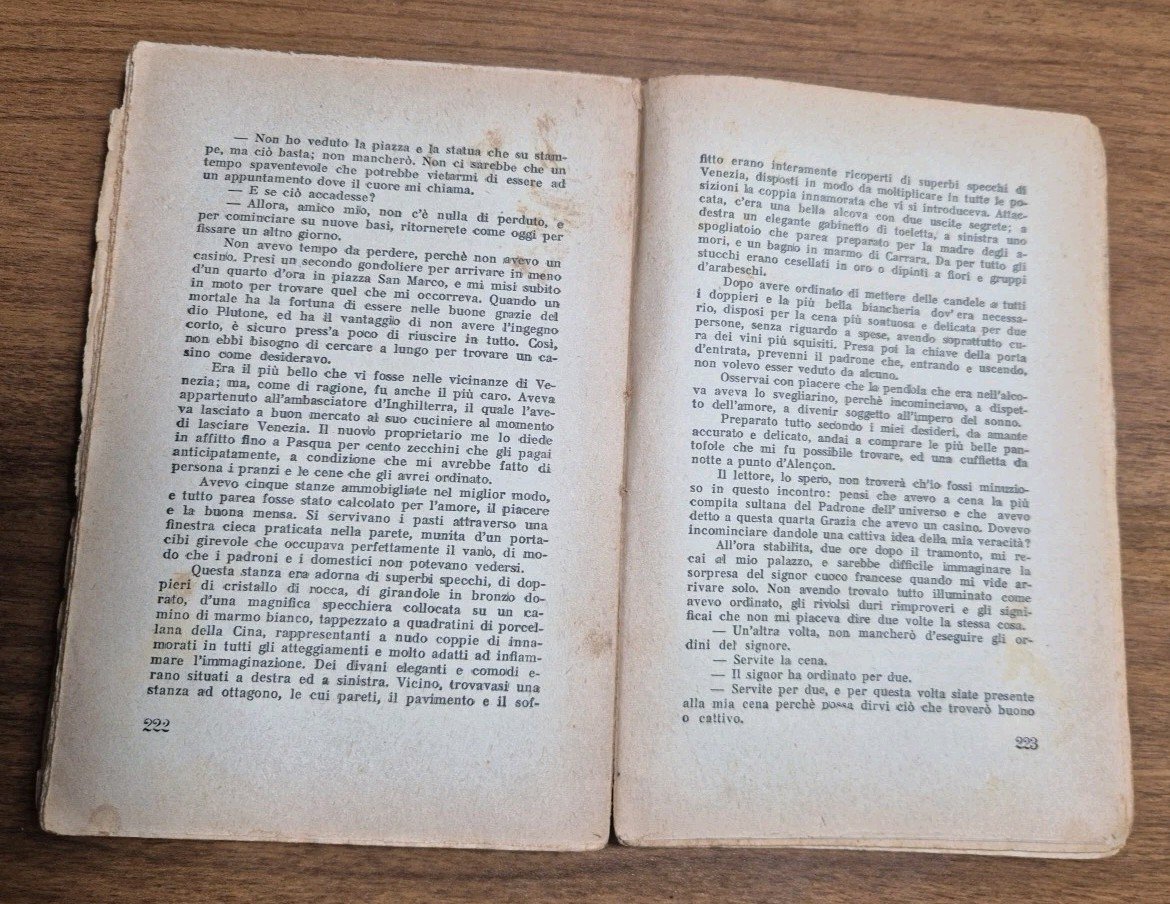 — Non ho veduto la piazza e la statua che su stam-
pe, ma ciò basta; non mancherò. Non ci sarebbe che un
tempo spaventevole che potrebbe vietarmi di essere ad
un appuntamento dove il cuore mi chiama.
— E se ciò accadesse?
— Allora, amico mio, non c'è nulla di perduto, e
per cominciare su nuove basi, ritornerete come oggi per
fissare un altro giorno.
Non avevo tempo da perdere, perchè non avevo un
casino. Presi un secondo gondoliere per arrivare in meno
d'un quarto d'ora in piazza San Marco, e mi misi subito
in moto per trovare quel che mi occorreva. Quando un
mortale ha la fortuna di essere nelle buone grazie del
dio Plutone, ed ha il vantaggio di non avere l'ingegno
corto, è sicuro press'a poco di riuscire in tutto. Così,
non ebbi bisogno di cercare a lungo per trovare un ca-
sino come desideravo.
Era il più bello che vi fosse nelle vicinanze di Ve-
nezia; ma, come di ragione, fu anche il più caro. Aveva
appartenuto all'ambasciatore d'Inghilterra, il quale l'ave-
va lasciato a buon mercato al suo cuciniere al momento
di lasciare Venezia. Il nuovo proprietario me lo diede
in affitto fino a Pasqua per cento zecchini che gli pagai
anticipatamente, a condizione che mi avrebbe fatto di
persona i pranzi e le cene che gli avrei ordinato.
Avevo cinque stanze ammobigliate nel miglior modo,
e tutto parea fosse stato calcolato per l'amore, il piacere
e la buona mensa. Si servivano i pasti attraverso una
finestra cieca praticata nella parete, munita d'un porta-
cibi girevole che occupava perfettamente il vano, di mo-
do che i padroni e i domestici non potevano vedersi.
Questa stanza era adorna di superbi specchi, di dop-
pieri di cristallo di rocca, di girandole in bronzo do-
rato, d'una magnifica specchiera collocata su un ca-
mino di marmo bianco, tappezzato a quadratini di porcel-
lana della Cina, rappresentanti a nudo coppie di inna-
morati in tutti gli atteggiamenti e molto adatti ad infiam-
mare l'immaginazione. Dei divani eleganti e comodi e-
rano situati a destra ed a sinistra. Vicino, trovavasi una
stanza ad ottagono, le cui pareti, il pavimento e il sof-
222
fitto erano interamente ricoperti di superbi specchi di
Venezia, disposti in modo da moltiplicare in tutte le po-
sizioni la coppia innamorata che vi si introduceva. Attac-
cata, c'era una bella alcova con due uscite segrete; a
destra un elegante gabinetto di toeletta, a sinistra uno
spogliatoio che parea preparato per la madre degli a-
mori, e un bagno in marmo di Carrara. Da per tutto gli
stucchi erano cesellati in oro o dipinti a fiori e gruppi
d'arabeschi.
Dopo avere ordinato di mettere delle candele a tutti
i doppieri e la più bella biancheria dov'era necessa-
rio, disposi per la cena più sontuosa e delicata per due
persone, senza riguardo a spese, avendo soprattutto cu-
ra dei vini più squisiti. Presa poi la chiave della porta
d'entrata, prevenni il padrone che, entrando e uscendo,
non volevo esser veduto da alcuno.
Osservai con piacere che la pendola che era nell'alco-
va aveva lo svegliarino, perchè incominciavo, a dispet-
to dell'amore, a divenir soggetto all'impero del sonno.
Preparato tutto secondo i miei desideri, da amante
accurato e delicato, andai a comprare le più belle pan-
tofole che mi fu possibile trovare, ed una cuffietta da
notte a punto d'Alençon.
Il lettore, lo spero, non troverà ch'io fossi minuzio-
so in questo incontro: pensi che avevo a cena la più
compita sultana del Padrone dell'universo e che avevo
detto a questa quarta Grazia che avevo un casino. Dovevo
incominciare dandole una cattiva idea della mia veracità?
All'ora stabilita, due ore dopo il tramonto, mi re-
cai al mio palazzo, e sarebbe difficile immaginare la
sorpresa del signor cuoco francese quando mi vide ar-
rivare solo. Non avendo trovato tutto illuminato come
avevo ordinato, gli rivolsi duri rimproveri e gli signi-
ficai che non mi piaceva dire due volte la stessa cosa.
— Un'altra volta, non mancherò d'eseguire gli or-
dini del signore.
— Servite la cena.
— Il signor ha ordinato per due.
— Servite per due, e per questa volta siate presente
alla mia cena perchè possa dirvi ciò che troverò buono
o cattivo.
223